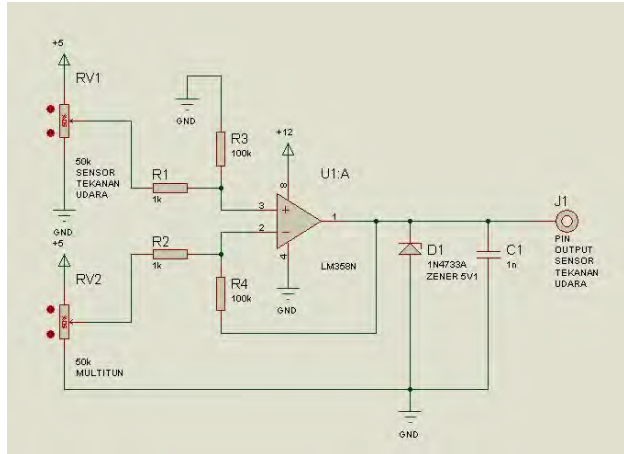 +5
RV1
50%
50k
SENSOR
TEKANAN
UDARA
GND
GND
R3
100k
+12
U1:A
R1
1k
8
3
2
1
4
LM358N
GND
R2
1k
R4
100k
+5
RV2
50%
50k
MULTITUN
D1
1N4733A
ZENER 5V1
C1
1n
J1
PIN
OUTPUT
SENSOR
TEKANAN
UDARA
GND